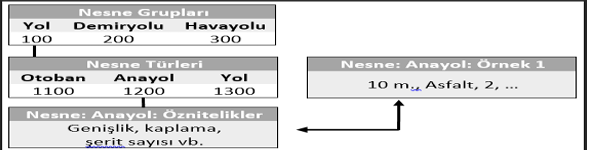 Nesne Grupları
Yol Demiryolu Havayolu
100 200 300
Nesne Türleri
Otoban Anayol Yol
1100 1200 1300
Nesne: Anayol: Öznitelikler
Genişlik, kaplama,
şerit sayısı vb.
Nesne: Anayol: Örnek 1
10 m., Asfalt, 2, ...